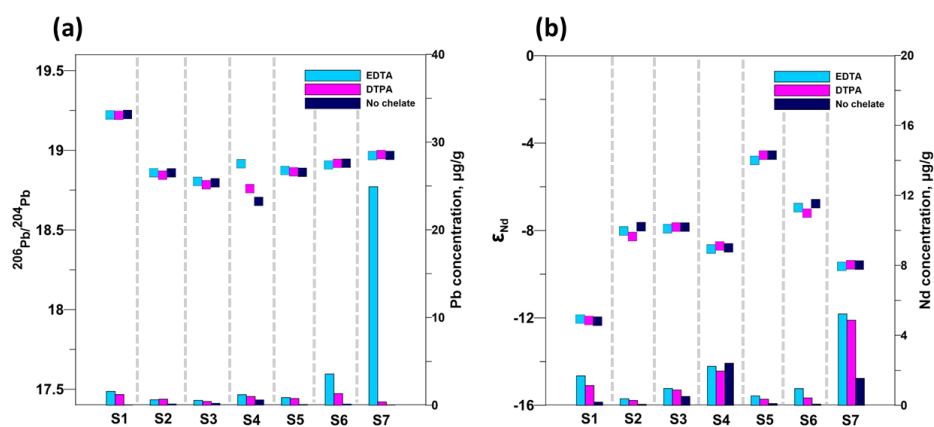 (a)
206Pb/204Pb
19.5
19
18.5
18
17.5
40
30
20
10
0
Pb concentration, µg/g
EDTA
DTPA
No chelate
S1 S2 S3 S4 S5 S6 S7
(b)
εNd
0
-4
-8
-12
-16
20
16
12
8
4
0
Nd concentration, µg/g
EDTA
DTPA
No chelate
S1 S2 S3 S4 S5 S6 S7